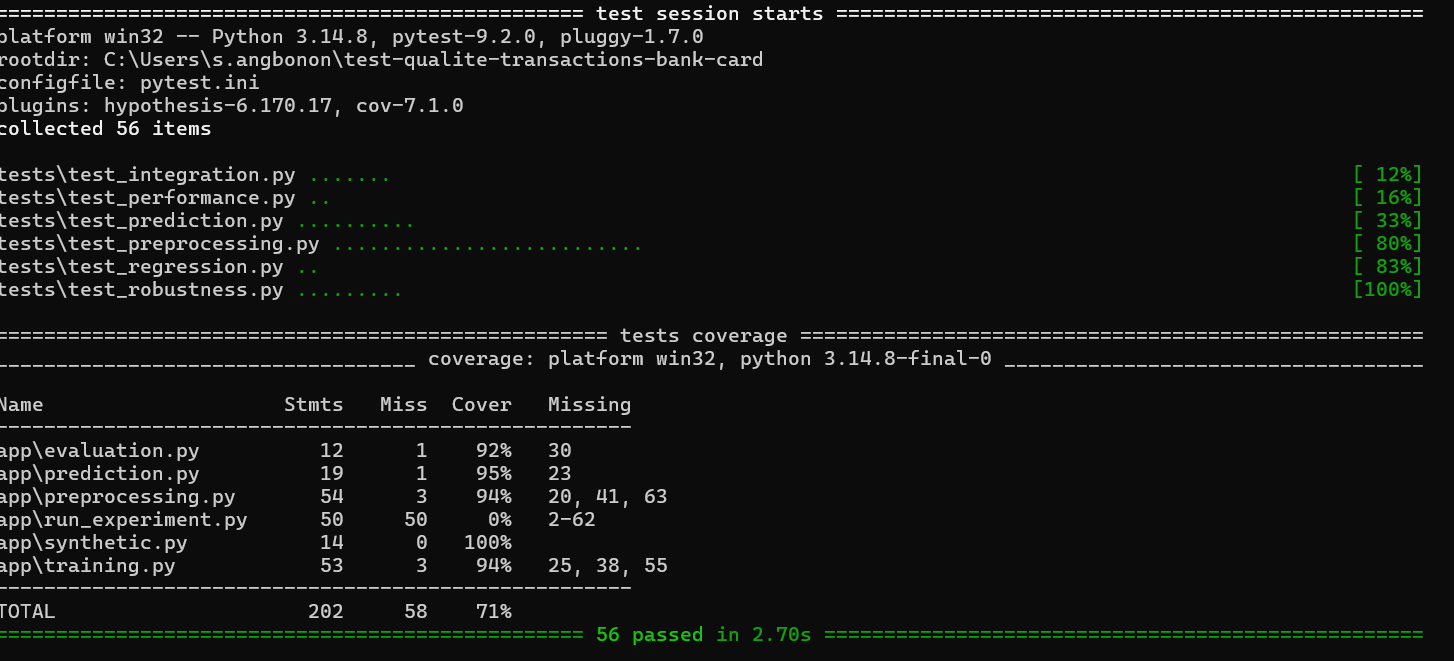 ================================================= test session starts =================================================
platform win32 -- Python 3.14.8, pytest-9.2.0, pluggy-1.7.0
rootdir: C:\Users\s.angbonon\test-qualite-transactions-bank-card
configfile: pytest.ini
plugins: hypothesis-6.170.17, cov-7.1.0
collected 56 items
tests\test_integration.py ....... [ 12%]
tests\test_performance.py .. [ 16%]
tests\test_prediction.py .......... [ 33%]
tests\test_preprocessing.py .......................... [ 80%]
tests\test_regression.py .. [ 83%]
tests\test_robustness.py ......... [100%]
=================================================== tests coverage ====================================================
___________________________________ coverage: platform win32, python 3.14.8-final-0 ___________________________________
Name                    Stmts   Miss  Cover   Missing
-----------------------------------------------------
app\evaluation.py          12      1    92%   30
app\prediction.py          19      1    95%   23
app\preprocessing.py       54      3    94%   20, 41, 63
app\run_experiment.py      50     50     0%   2-62
app\synthetic.py           14      0   100%
app\training.py            53      3    94%   25, 38, 55
-----------------------------------------------------
TOTAL                     202     58    71%
================================================= 56 passed in 2.70s ==================================================